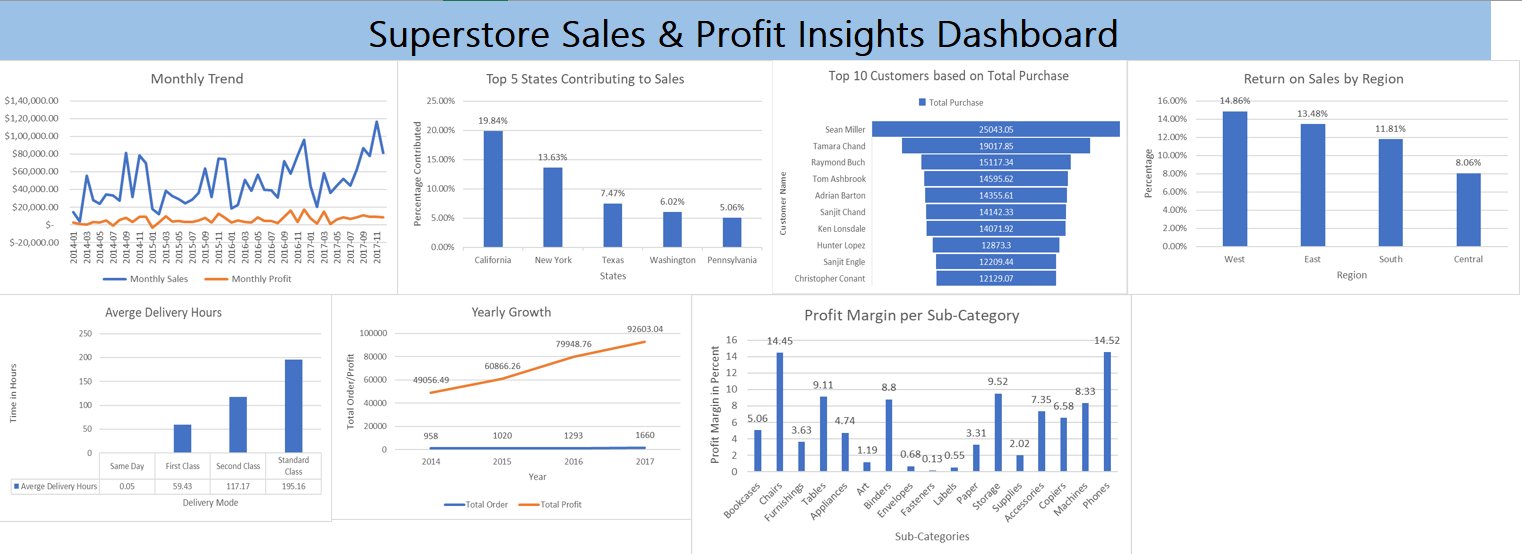 Superstore Sales & Profit Insights Dashboard
Monthly Trend
$1,40,000.00
$1,20,000.00
$1,00,000.00
$80,000.00
$60,000.00
$40,000.00
$20,000.00
$-
$-20,000.00
2014-01
2014-03
2014-05
2014-07
2014-09
2014-11
2015-01
2015-03
2015-05
2015-07
2015-09
2015-11
2016-01
2016-03
2016-05
2016-07
2016-09
2016-11
2017-01
2017-03
2017-05
2017-07
2017-09
2017-11
Monthly Sales Monthly Profit
Top 5 States Contributing to Sales
Percentage Contributed
25.00%
20.00%
15.00%
10.00%
5.00%
0.00%
19.84%
13.63%
7.47%
6.02%
5.06%
California New York Texas Washington Pennsylvania
States
Top 10 Customers based on Total Purchase
Total Purchase
Customer Name
Sean Miller 25043.05
Tamara Chand 19017.85
Raymond Buch 15117.34
Tom Ashbrook 14595.62
Adrian Barton 14355.61
Sanjit Chand 14142.33
Ken Lonsdale 14071.92
Hunter Lopez 12873.3
Sanjit Engle 12209.44
Christopher Conant 12129.07
Return on Sales by Region
Percentage
16.00%
14.00%
12.00%
10.00%
8.00%
6.00%
4.00%
2.00%
0.00%
14.86%
13.48%
11.81%
8.06%
West East South Central
Region
Averge Delivery Hours
Time in Hours
250
200
150
100
50
0
Same Day First Class Second Class Standard
Class
Averge Delivery Hours 0.05 59.43 117.17 195.16
Delivery Mode
Yearly Growth
Total Order/Profit
100000
80000
60000
40000
20000
0
49056.49
60866.26
79948.76
92603.04
958 1020 1293 1660
2014 2015 2016 2017
Year
Total Order Total Profit
Profit Margin per Sub-Category
Profit Margin in Percent
16
14
12
10
8
6
4
2
0
5.06
14.45
3.63
9.11
4.74
1.19
8.8
0.68
0.13
0.55
3.31
9.52
2.02
7.35
6.58
8.33
14.52
Bookcases
Chairs
Furnishings
Tables
Appliances
Art
Binders
Envelopes
Fasteners
Labels
Paper
Storage
Supplies
Accessories
Copiers
Machines
Phones
Sub-Categories